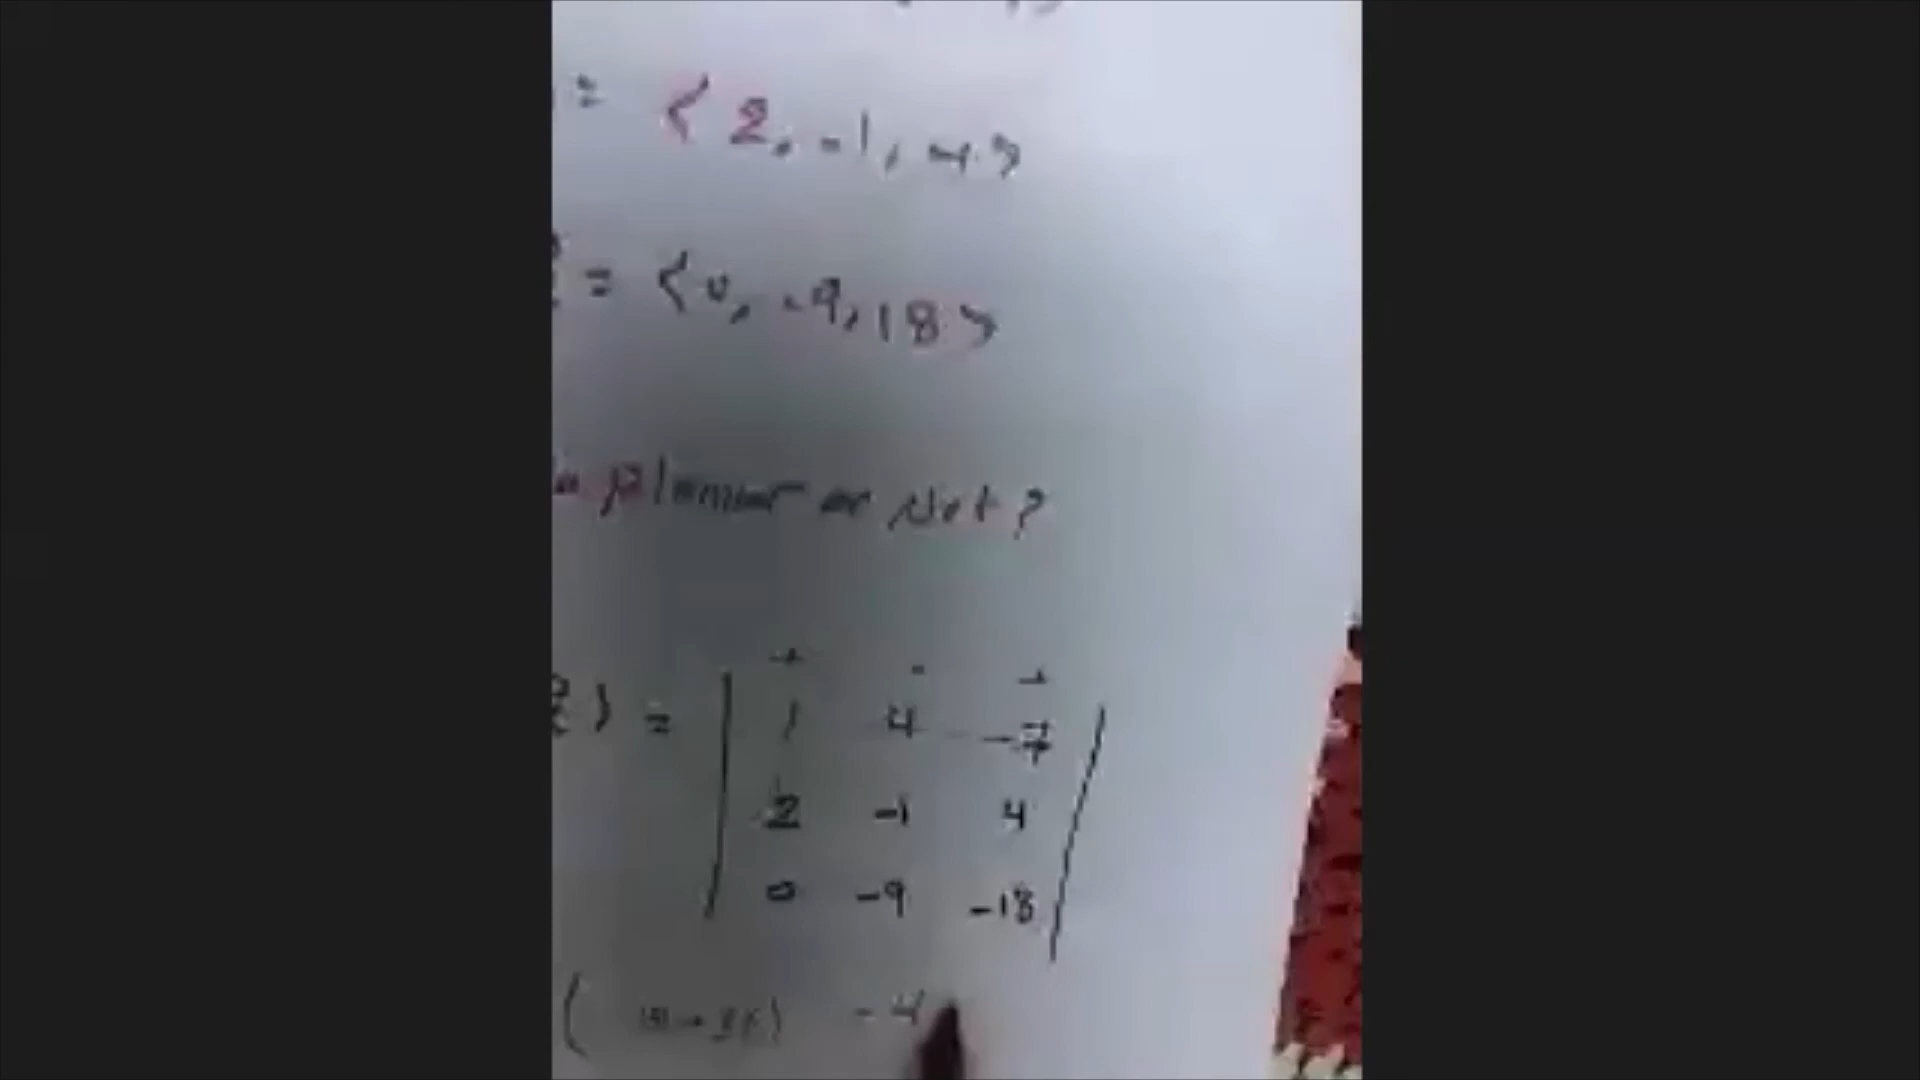 = < 2, -1, 4 >
= < 0, -9, 18 >
planar or Not ?
+ - +
) = | 1 4 -7 |
| 2 -1 4 |
| 0 -9 -18 |
( ) -4